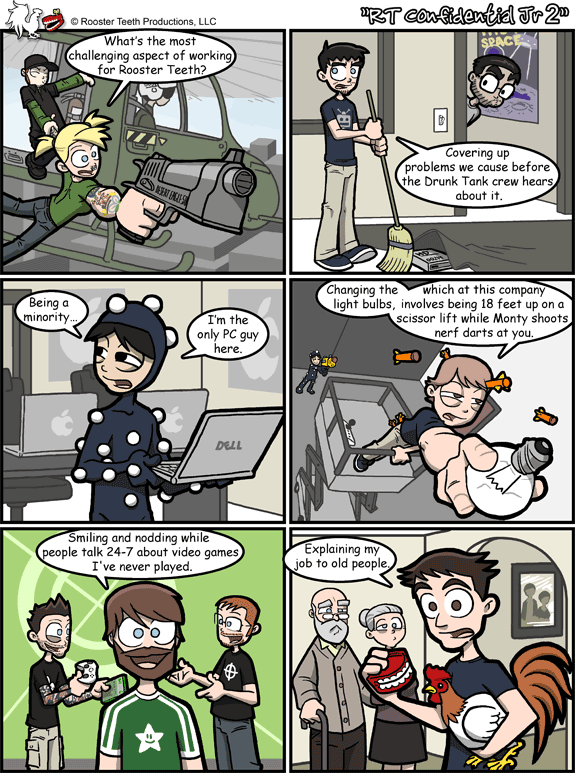 © Rooster Teeth Productions, LLC
"RT Confidential Jr 2"
What's the most
challenging aspect of working
for Rooster Teeth?
DESERT EAGLE .50
SPACE
Covering up
problems we cause before
the Drunk Tank crew hears
about it.
Being a
minority...
I'm the
only PC guy
here.
DELL
Changing the
light bulbs,
which at this company
involves being 18 feet up on a
scissor lift while Monty shoots
nerf darts at you.
Smiling and nodding while
people talk 24-7 about video games
I've never played.
Explaining my
job to old people.